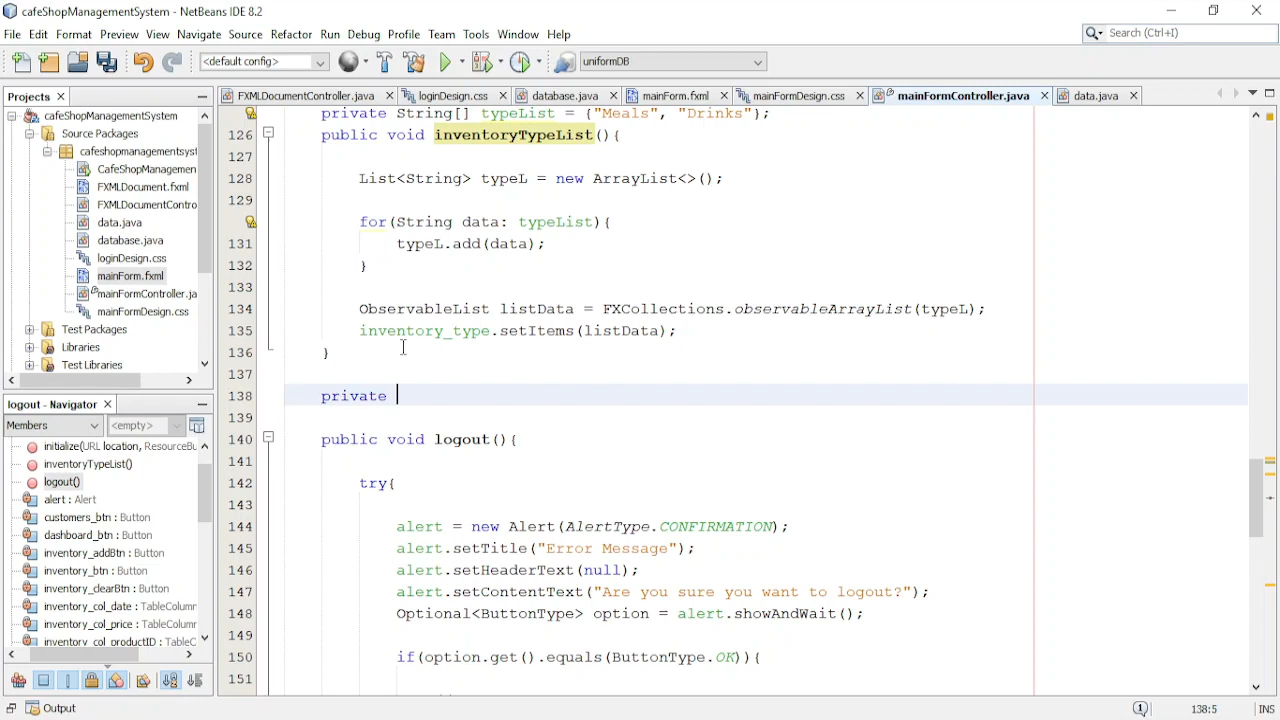 cafeShopManagementSystem - NetBeans IDE 8.2
File Edit Format Preview View Navigate Source Refactor Run Debug Profile Team Tools Window Help
Search (Ctrl+I)
<default config>
uniformDB
Projects
FXMLDocumentController.java
loginDesign.css
database.java
mainForm.fxml
mainFormDesign.css
mainFormController.java
data.java
cafeShopManagementSystem
Source Packages
cafeshopmanagementsyst
CafeShopManagemen
FXMLDocument.fxml
FXMLDocumentContro
data.java
database.java
loginDesign.css
mainForm.fxml
mainFormController.ja
mainFormDesign.css
Test Packages
Libraries
Test Libraries
logout - Navigator
Members
<empty>
initialize(URL location, ResourceBu
inventoryTypeList()
logout()
alert : Alert
customers_btn : Button
dashboard_btn : Button
inventory_addBtn : Button
inventory_btn : Button
inventory_clearBtn : Button
inventory_col_date : TableColumn
inventory_col_price : TableColumn
inventory_col_productID : TableC
Output
private String[] typeList = {"Meals", "Drinks"};
126 public void inventoryTypeList(){
127
128 List<String> typeL = new ArrayList<>();
129
for(String data: typeList){
131 typeL.add(data);
132 }
133
134 ObservableList listData = FXCollections.observableArrayList(typeL);
135 inventory_type.setItems(listData);
136 }
137
138 private
139
140 public void logout(){
141
142 try{
143
144 alert = new Alert(AlertType.CONFIRMATION);
145 alert.setTitle("Error Message");
146 alert.setHeaderText(null);
147 alert.setContentText("Are you sure you want to logout?");
148 Optional<ButtonType> option = alert.showAndWait();
149
150 if(option.get().equals(ButtonType.OK)){
151
1
138:5
INS